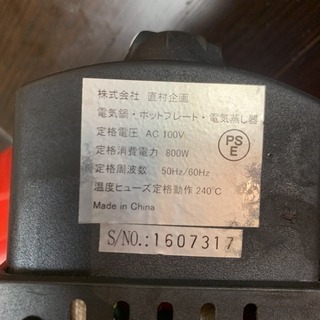 株式会社 直村企画
電気鍋・ホットプレート・電気蒸し器
定格電圧 AC 100V
定格消費電力 800W
定格周波数 50Hz/60Hz
温度ヒューズ定格動作 240℃
Made in China
PS
E
S/NO.:1607317